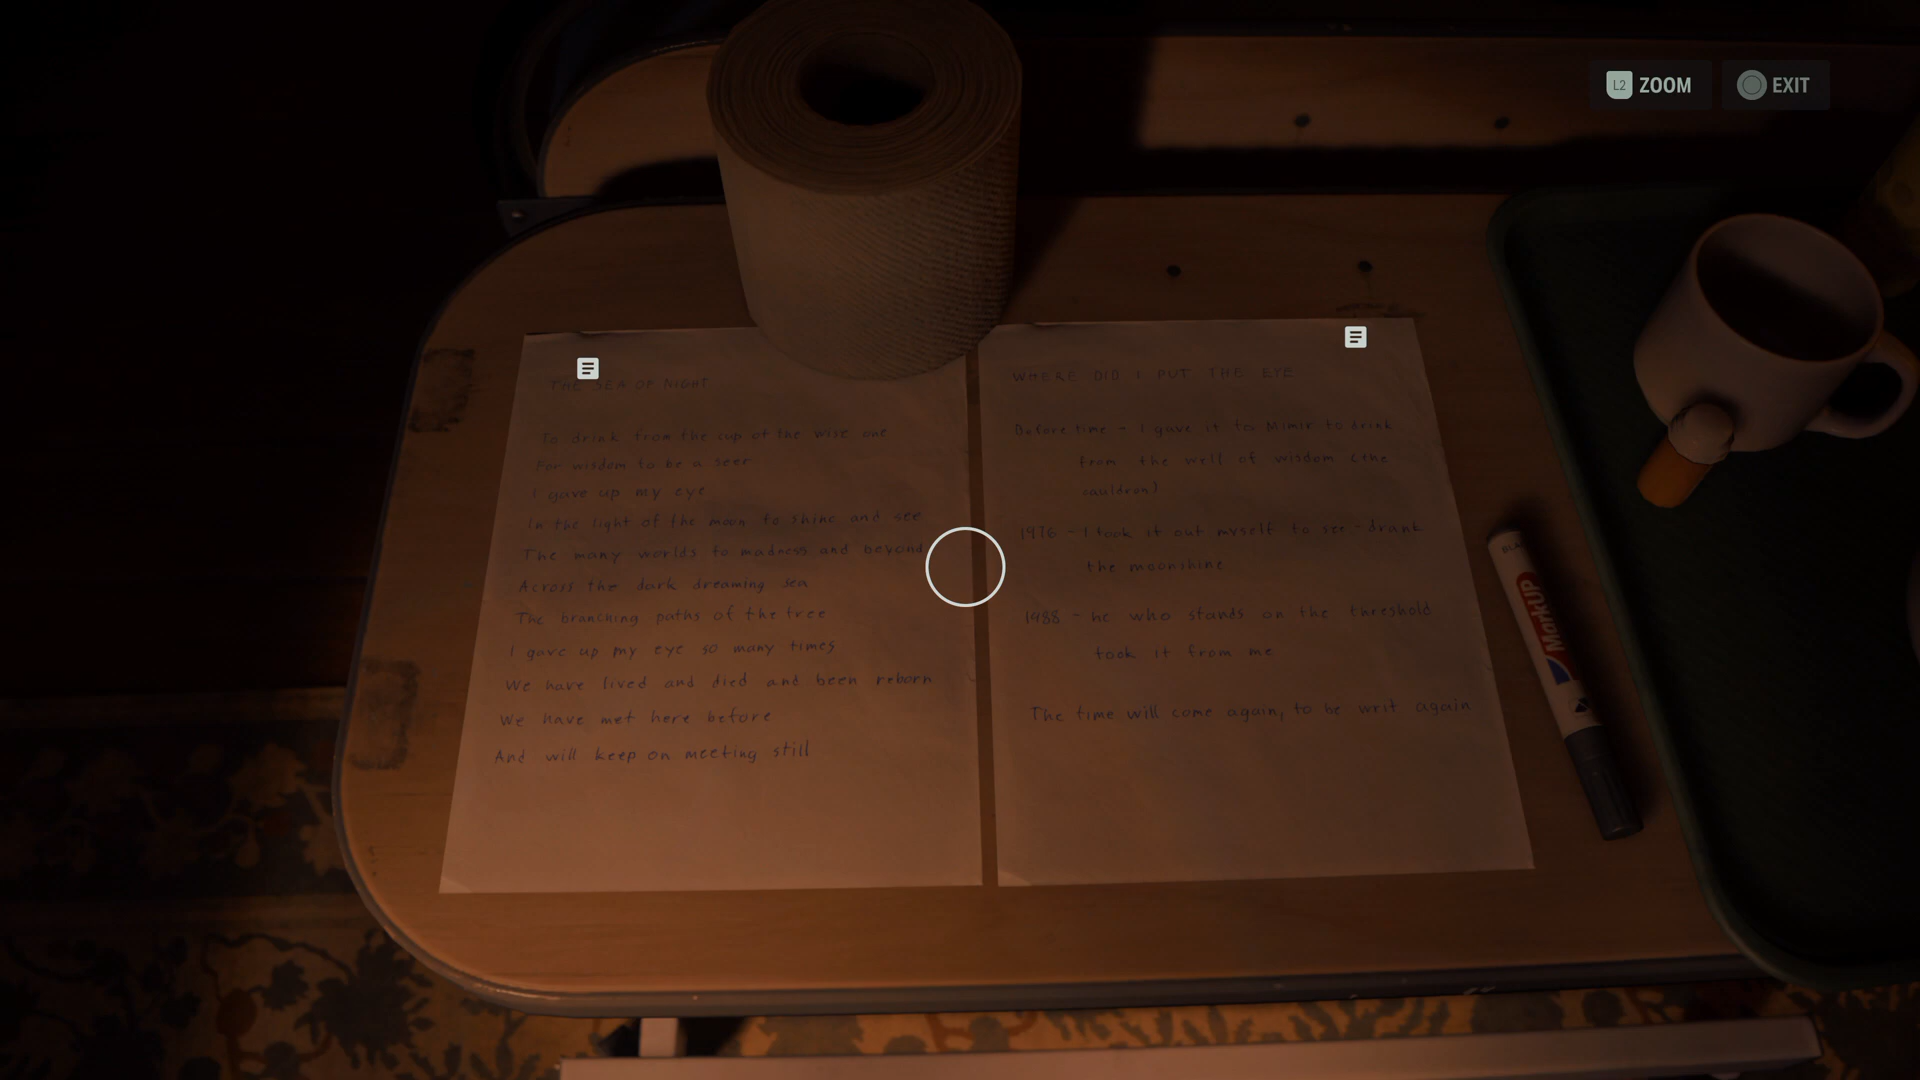 L2 ZOOM EXIT
THE SEA OF NIGHT
To drink from the cup of the wise one
For wisdom to be a seer
I gave up my eye
In the light of the moon to shine and see
The many worlds to madness and beyond
Across the dark dreaming sea
The branching paths of the tree
I gave up my eye so many times
We have lived and died and been reborn
We have met here before
And will keep on meeting still
WHERE DID I PUT THE EYE
Before time - I gave it to Mimir to drink
from the well of wisdom (the
cauldron)
1976 - I took it out myself to see - drank
the moonshine
1988 - he who stands on the threshold
took it from me
The time will come again, to be writ again
MarkUP